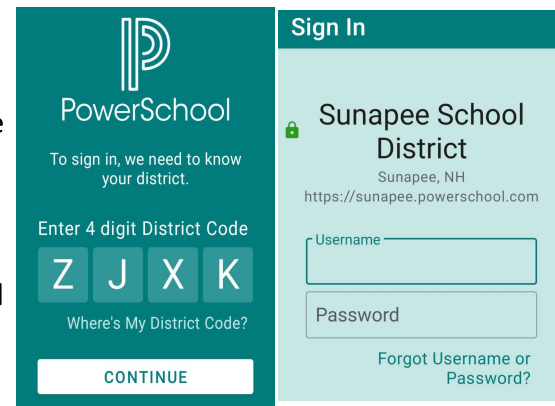 PowerSchool
To sign in, we need to know
your district.
Enter 4 digit District Code
Z J X K
Where's My District Code?
CONTINUE
Sign In
Sunapee School
District
Sunapee, NH
https://sunapee.powerschool.com
Username
Password
Forgot Username or
Password?